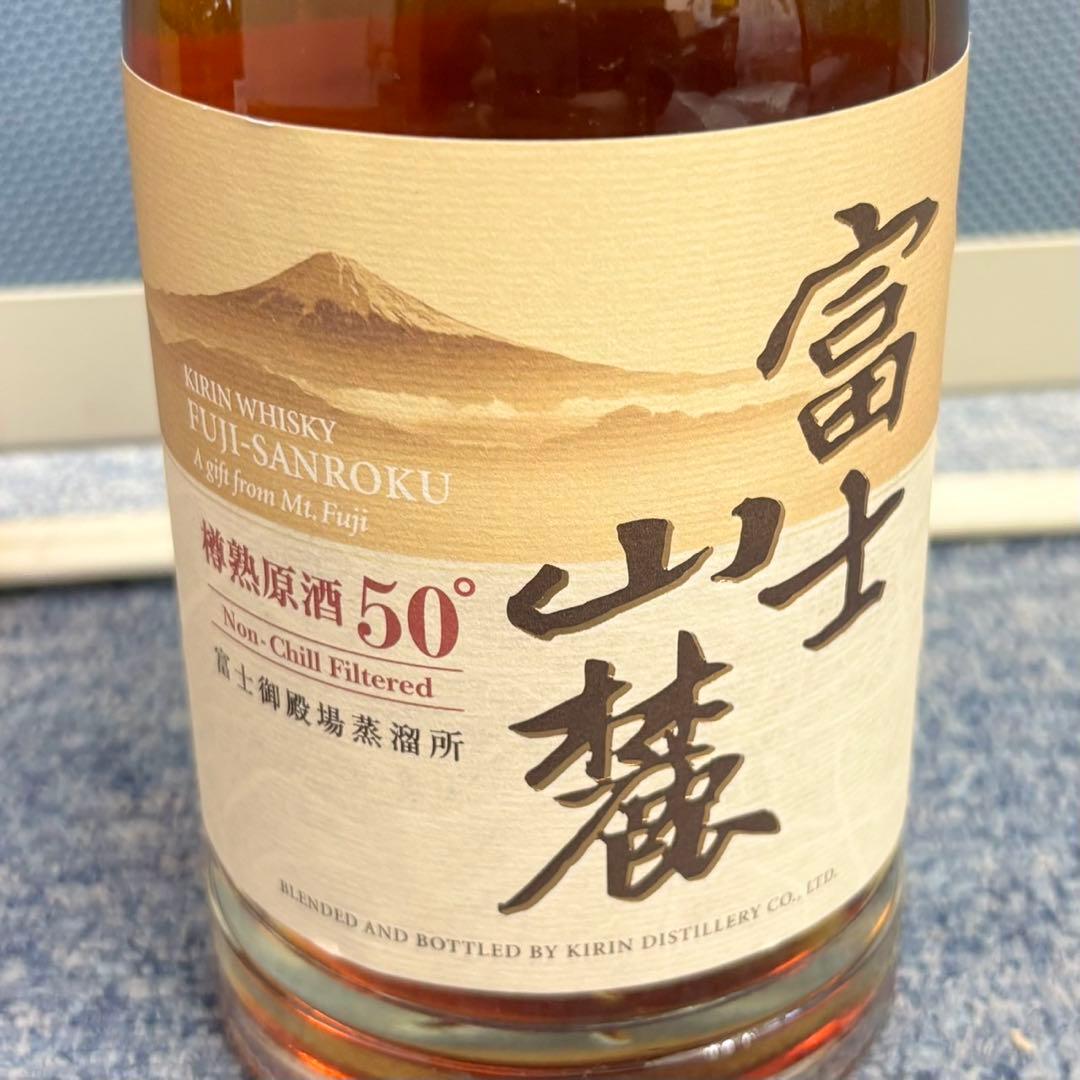 富士
山麓
KIRIN WHISKY
FUJI-SANROKU
A gift from Mt. Fuji
樽熟原酒 50°
Non-Chill Filtered
富士御殿場蒸溜所
BLENDED AND BOTTLED BY KIRIN DISTILLERY CO., LTD.